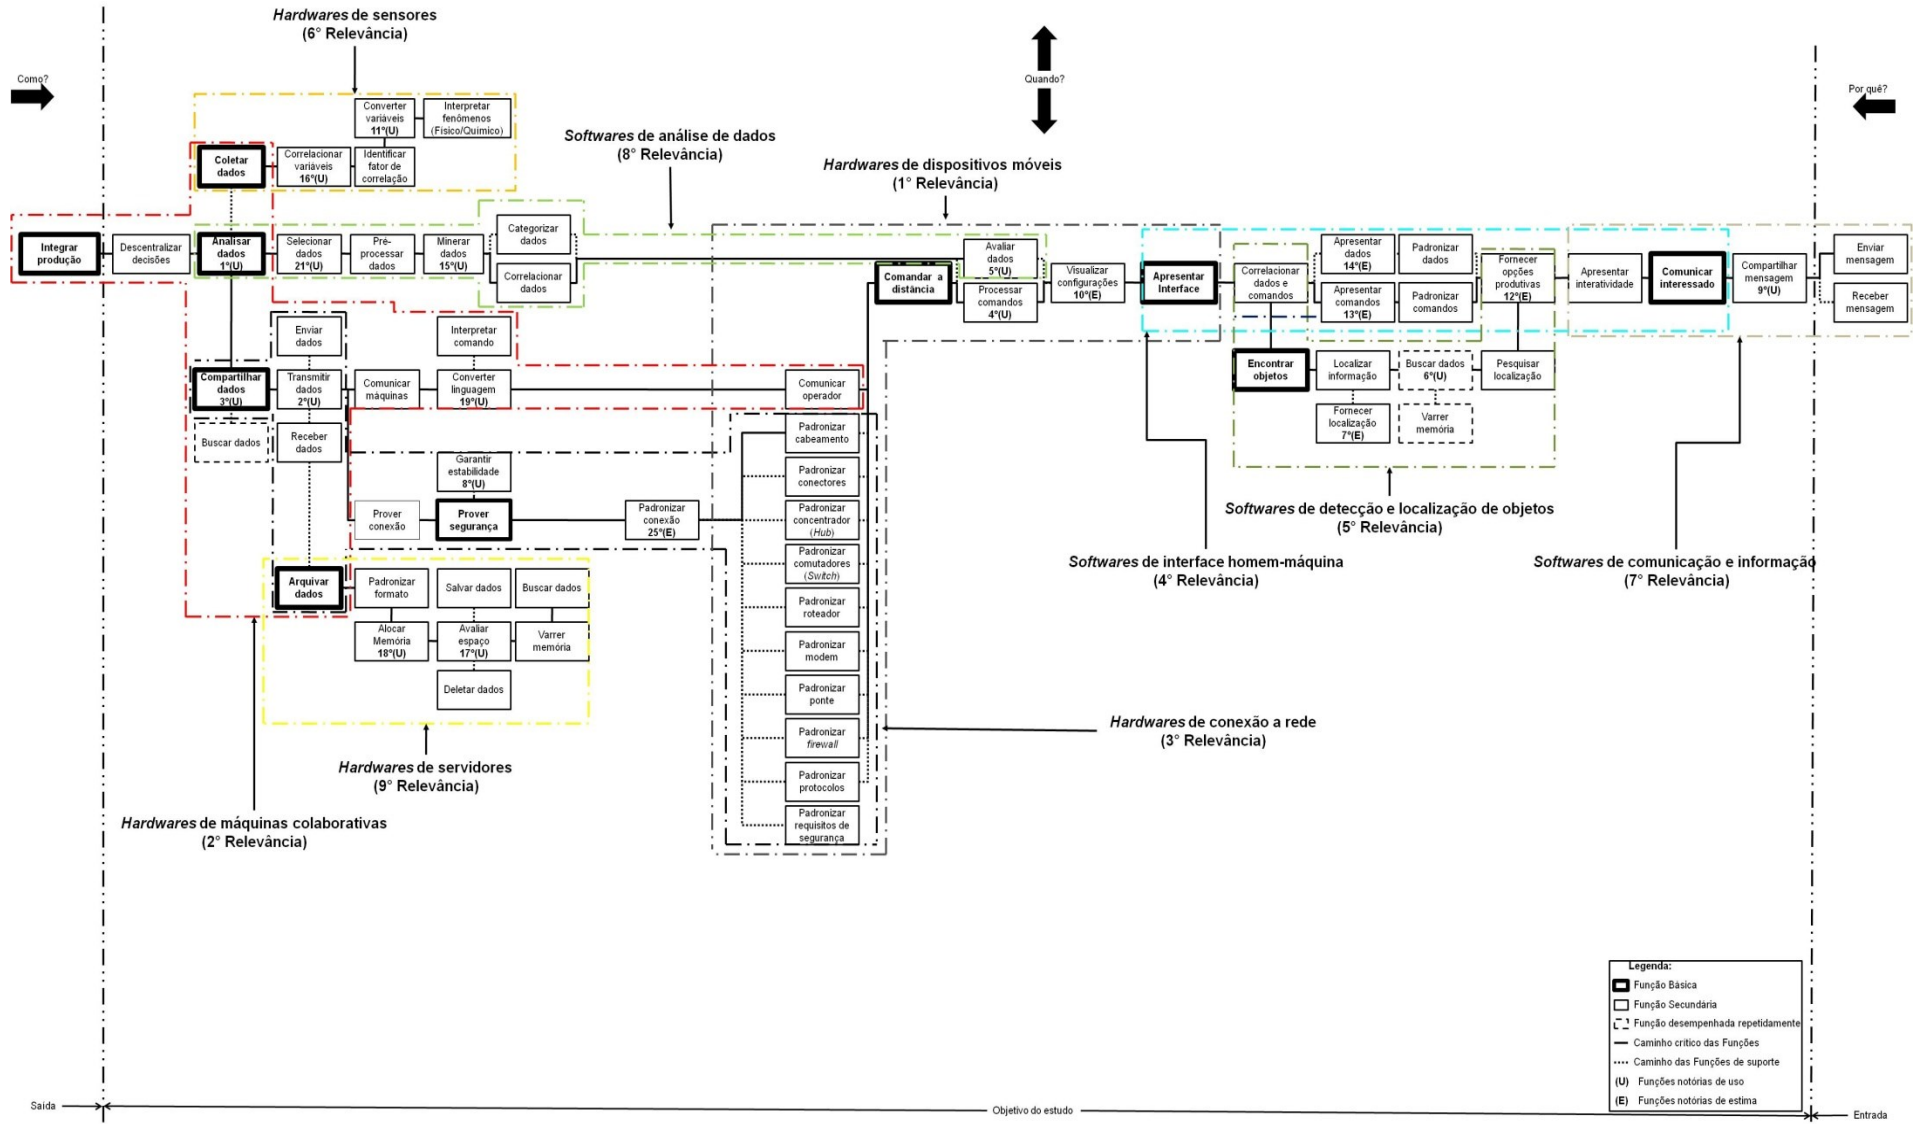 Hardwares de sensores
(6° Relevância)
Como?
Quando?
Por quê?
Converter
variáveis
11°(U)
Interpretar
fenômenos
(Físico/Químico)
Coletar
dados
Correlacionar
variáveis
16°(U)
Identificar
fator de
correlação
Softwares de análise de dados
(8° Relevância)
Hardwares de dispositivos móveis
(1° Relevância)
Integrar
produção
Descentralizar
decisões
Analisar
dados
1°(U)
Selecionar
dados
21°(U)
Pré-
processar
dados
Minerar
dados
15°(U)
Categorizar
dados
Correlacionar
dados
Comandar a
distância
Avaliar
dados
5°(U)
Processar
comandos
4°(U)
Visualizar
configurações
10°(E)
Apresentar
Interface
Correlacionar
dados e
comandos
Apresentar
dados
14°(E)
Padronizar
dados
Apresentar
comandos
13°(E)
Padronizar
comandos
Fornecer
opções
produtivas
12°(E)
Apresentar
interatividade
Comunicar
interessado
Compartilhar
mensagem
9°(U)
Enviar
mensagem
Receber
mensagem
Enviar
dados
Interpretar
comando
Compartilhar
dados
3°(U)
Transmitir
dados
2°(U)
Comunicar
máquinas
Converter
linguagem
19°(U)
Comunicar
operador
Encontrar
objetos
Localizar
informação
Buscar dados
6°(U)
Pesquisar
localização
Fornecer
localização
7°(E)
Varrer
memória
Buscar dados
Receber
dados
Padronizar
cabeamento
Garantir
estabilidade
8°(U)
Padronizar
conectores
Prover
conexão
Prover
segurança
Padronizar
conexão
25°(E)
Padronizar
concentrador
(Hub)
Softwares de detecção e localização de objetos
(5° Relevância)
Padronizar
comutadores
(Switch)
Softwares de interface homem-máquina
(4° Relevância)
Softwares de comunicação e informação
(7° Relevância)
Arquivar
dados
Padronizar
formato
Salvar dados
Buscar dados
Padronizar
roteador
Alocar
Memória
18°(U)
Avaliar
espaço
17°(U)
Varrer
memória
Padronizar
modem
Deletar dados
Padronizar
ponte
Padronizar
firewall
Hardwares de conexão a rede
(3° Relevância)
Hardwares de servidores
(9° Relevância)
Padronizar
protocolos
Padronizar
requisitos de
segurança
Hardwares de máquinas colaborativas
(2° Relevância)
Legenda:
Função Básica
Função Secundária
Função desempenhada repetidamente
Caminho crítico das Funções
Caminho das Funções de suporte
(U) Funções notórias de uso
(E) Funções notórias de estima
Saída
Objetivo do estudo
Entrada